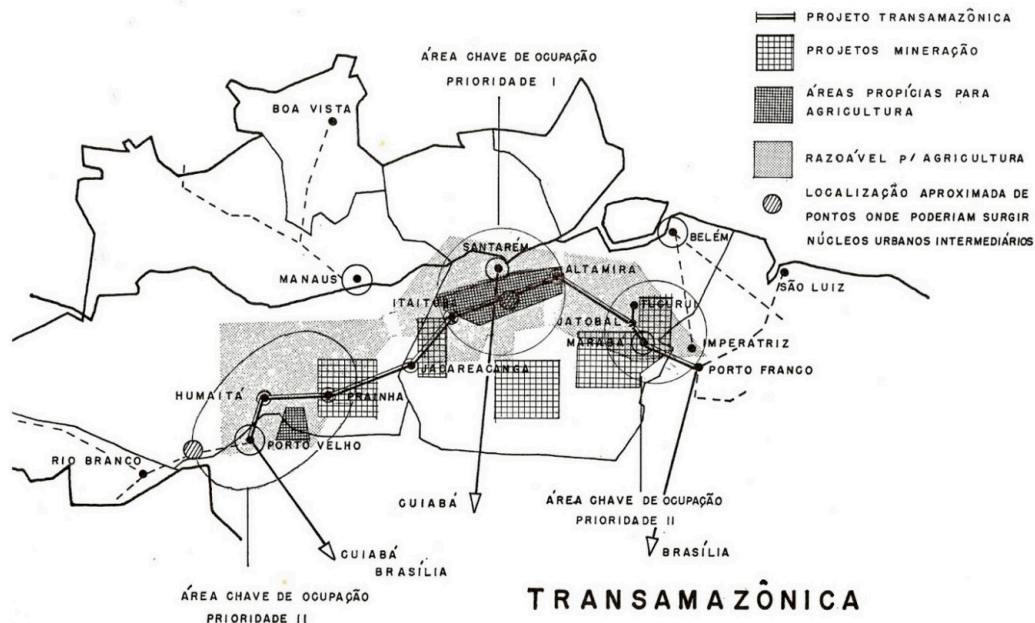 PROJETO TRANSAMAZÔNICA
PROJETOS MINERAÇÃO
ÁREAS PROPÍCIAS PARA
AGRICULTURA
RAZOÁVEL P/ AGRICULTURA
LOCALIZAÇÃO APROXIMADA DE
PONTOS ONDE PODERIAM SURGIR
NÚCLEOS URBANOS INTERMEDIÁRIOS
ÁREA CHAVE DE OCUPAÇÃO
PRIORIDADE I
BOA VISTA
MANAUS
SANTARÉM
BELÉM
SÃO LUIZ
ALTAMIRA
ITAITUBA
TUCURUI
JATOBAL
MARABÁ
IMPERATRIZ
PORTO FRANCO
JACAREACANGA
HUMAITÁ
PRAINHA
PORTO VELHO
RIO BRANCO
CUIABÁ
ÁREA CHAVE DE OCUPAÇÃO
PRIORIDADE II
BRASÍLIA
CUIABÁ
BRASÍLIA
ÁREA CHAVE DE OCUPAÇÃO
PRIORIDADE II
TRANSAMAZÔNICA